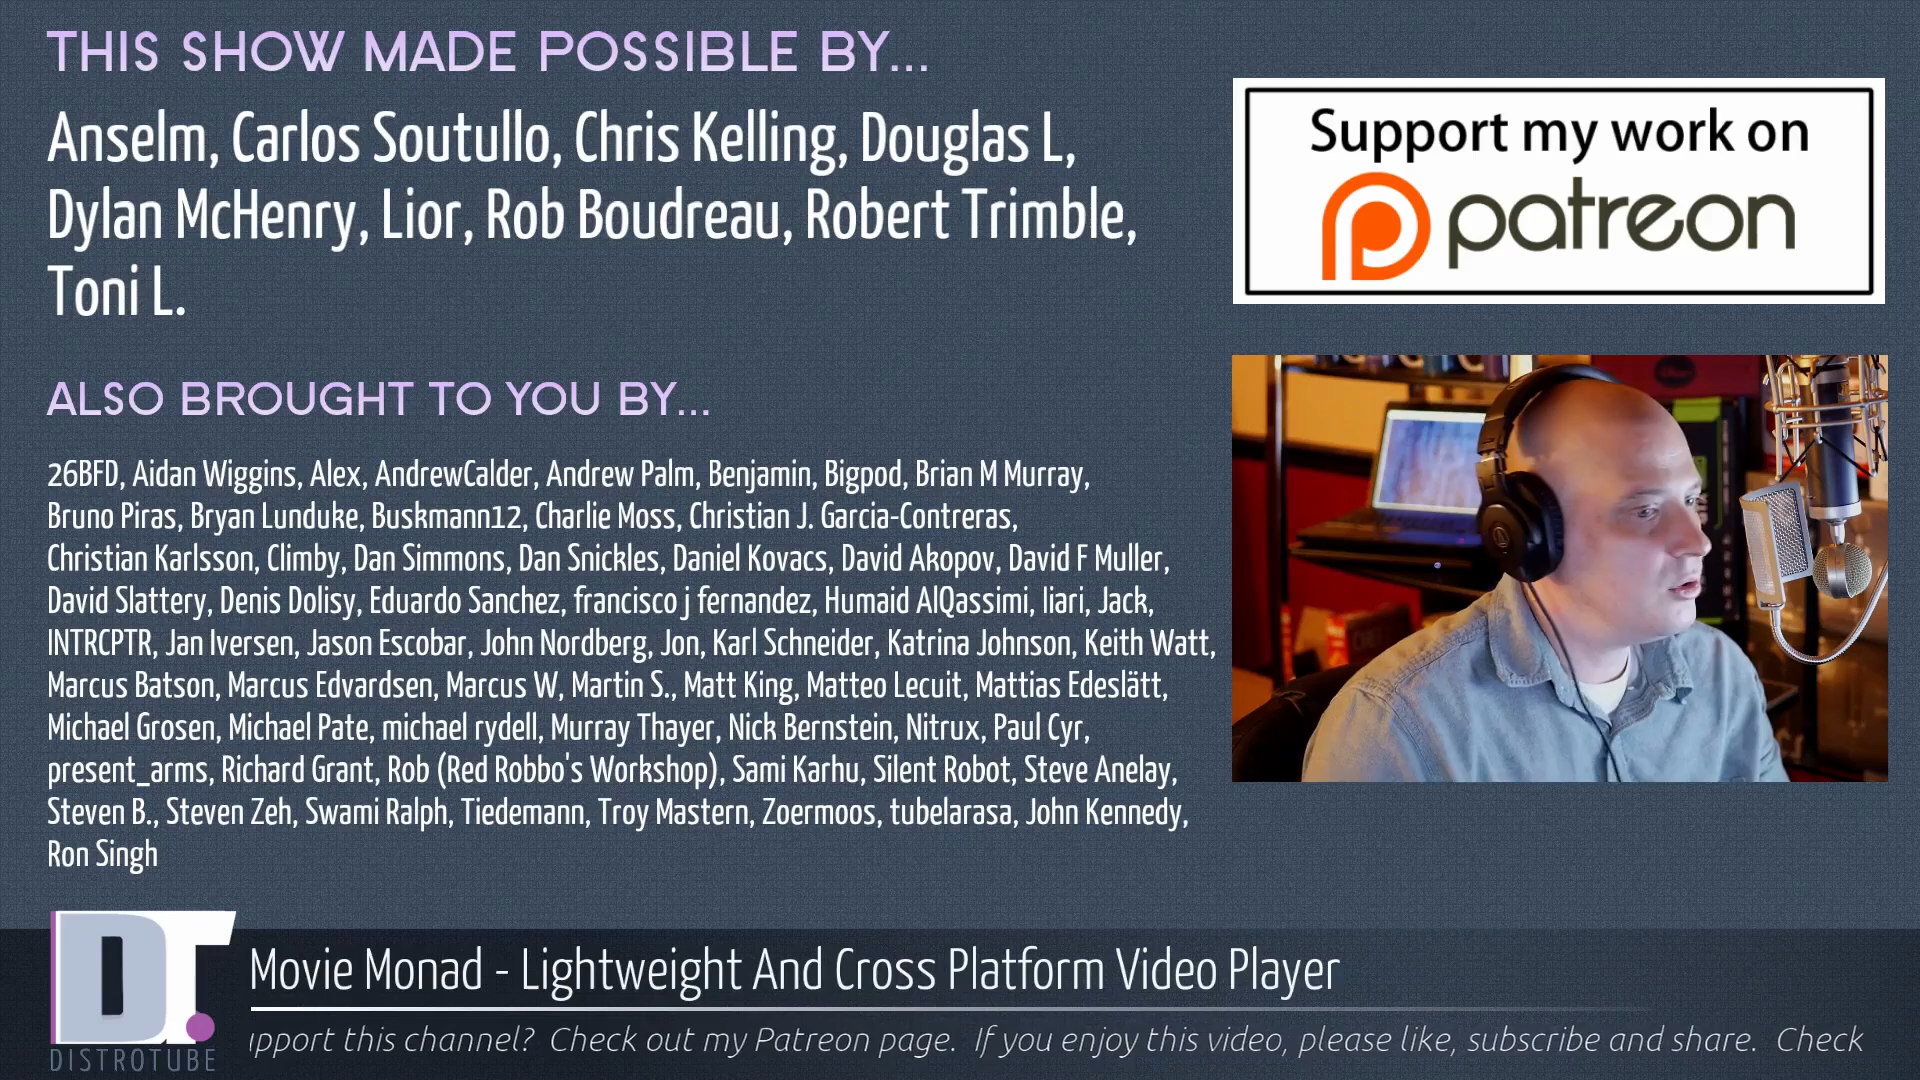 THIS SHOW MADE POSSIBLE BY...
Anselm, Carlos Soutullo, Chris Kelling, Douglas L,
Dylan McHenry, Lior, Rob Boudreau, Robert Trimble,
Toni L.
Support my work on
patreon
ALSO BROUGHT TO YOU BY...
26BFD, Aidan Wiggins, Alex, AndrewCalder, Andrew Palm, Benjamin, Bigpod, Brian M Murray,
Bruno Piras, Bryan Lunduke, Buskmann12, Charlie Moss, Christian J. Garcia-Contreras,
Christian Karlsson, Climby, Dan Simmons, Dan Snickles, Daniel Kovacs, David Akopov, David F Muller,
David Slattery, Denis Dolisy, Eduardo Sanchez, francisco j fernandez, Humaid AlQassimi, liari, Jack,
INTRCPTR, Jan Iversen, Jason Escobar, John Nordberg, Jon, Karl Schneider, Katrina Johnson, Keith Watt,
Marcus Batson, Marcus Edvardsen, Marcus W, Martin S., Matt King, Matteo Lecuit, Mattias Edeslätt,
Michael Grosen, Michael Pate, michael rydell, Murray Thayer, Nick Bernstein, Nitrux, Paul Cyr,
present_arms, Richard Grant, Rob (Red Robbo's Workshop), Sami Karhu, Silent Robot, Steve Anelay,
Steven B., Steven Zeh, Swami Ralph, Tiedemann, Troy Mastern, Zoermoos, tubelarasa, John Kennedy,
Ron Singh
DT
DISTROTUBE
Movie Monad - Lightweight And Cross Platform Video Player
upport this channel? Check out my Patreon page. If you enjoy this video, please like, subscribe and share. Check